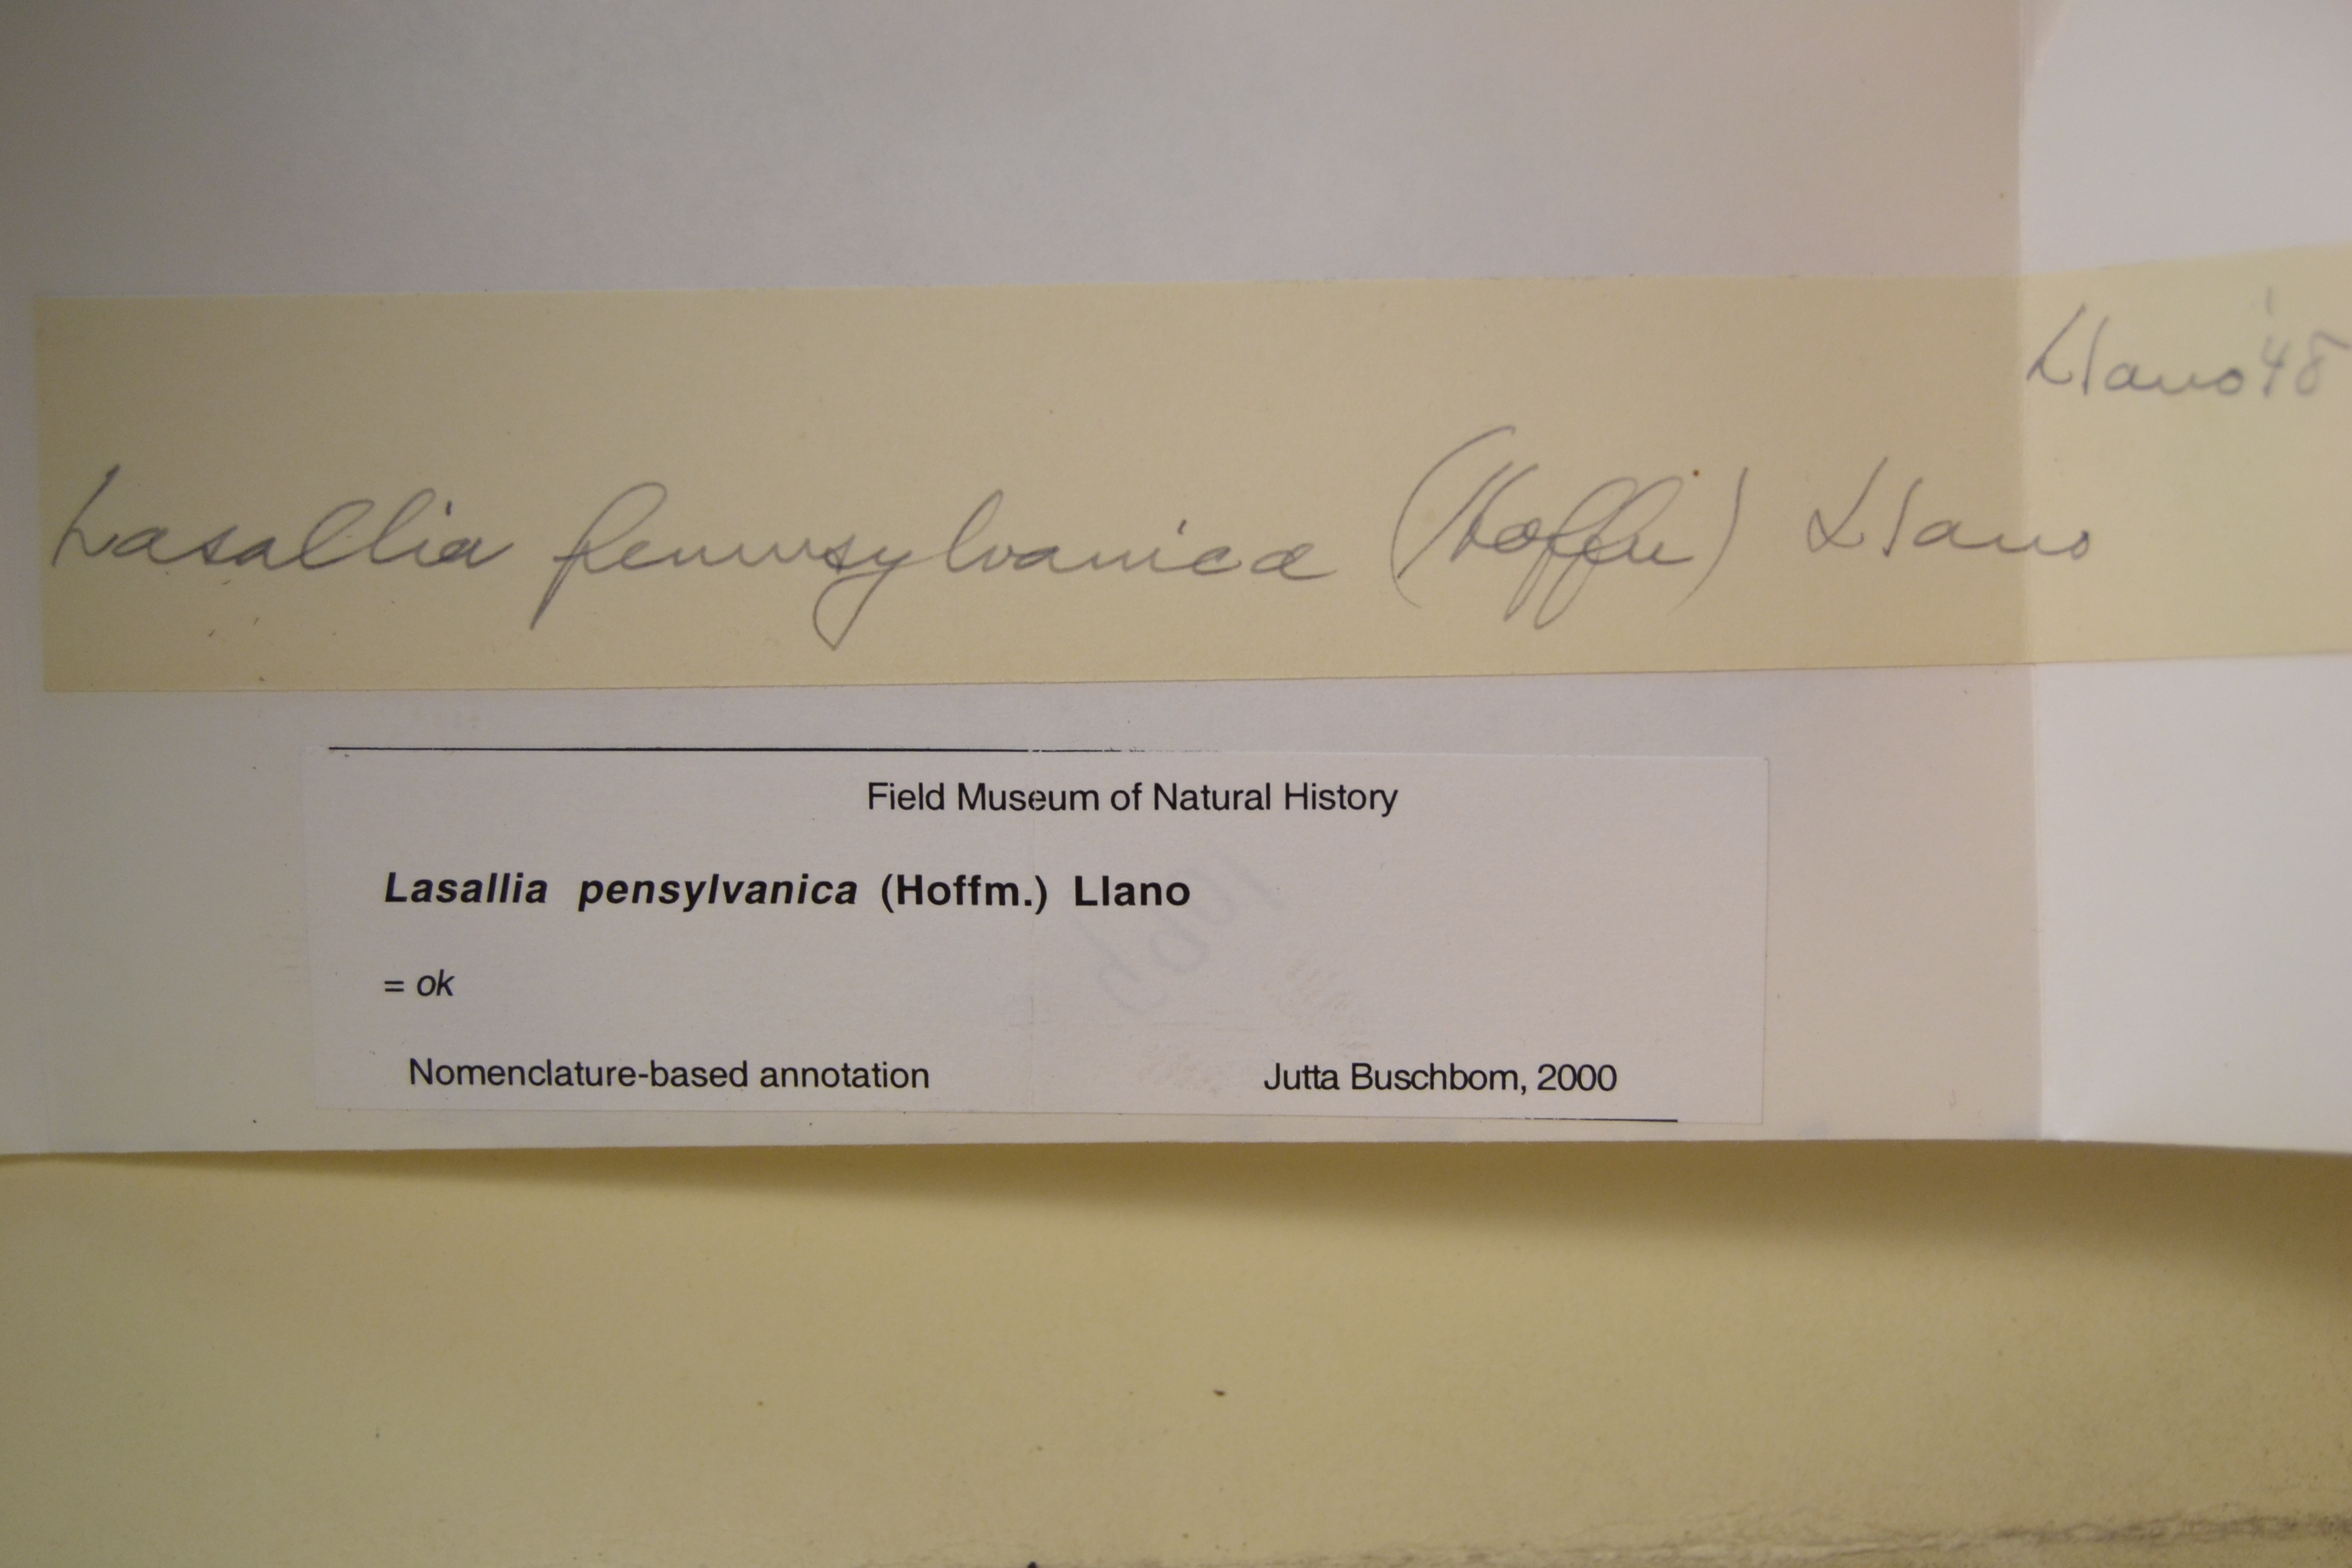 Llano '48
Lasallia pennsylvanica (Hoffm) Llano
Field Museum of Natural History
Lasallia pensylvanica (Hoffm.) Llano
= ok
Nomenclature-based annotation Jutta Buschbom, 2000